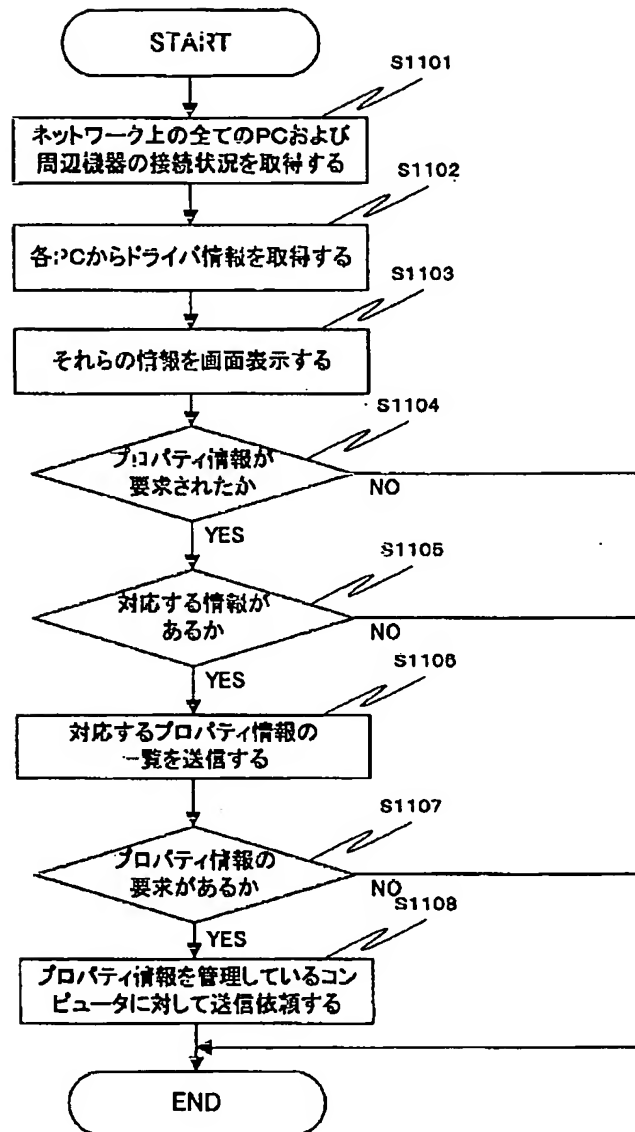 START
S1101
ネットワーク上の全てのPCおよび
周辺機器の接続状況を取得する
S1102
各PCからドライバ情報を取得する
S1103
それらの情報を画面表示する
S1104
プロパティ情報が
要求されたか
NO
YES
S1105
対応する情報が
あるか
NO
YES
S1106
対応するプロパティ情報の
一覧を送信する
S1107
プロパティ情報の
要求があるか
NO
S1108
YES
プロパティ情報を管理しているコン
ピュータに対して送信依頼する
END